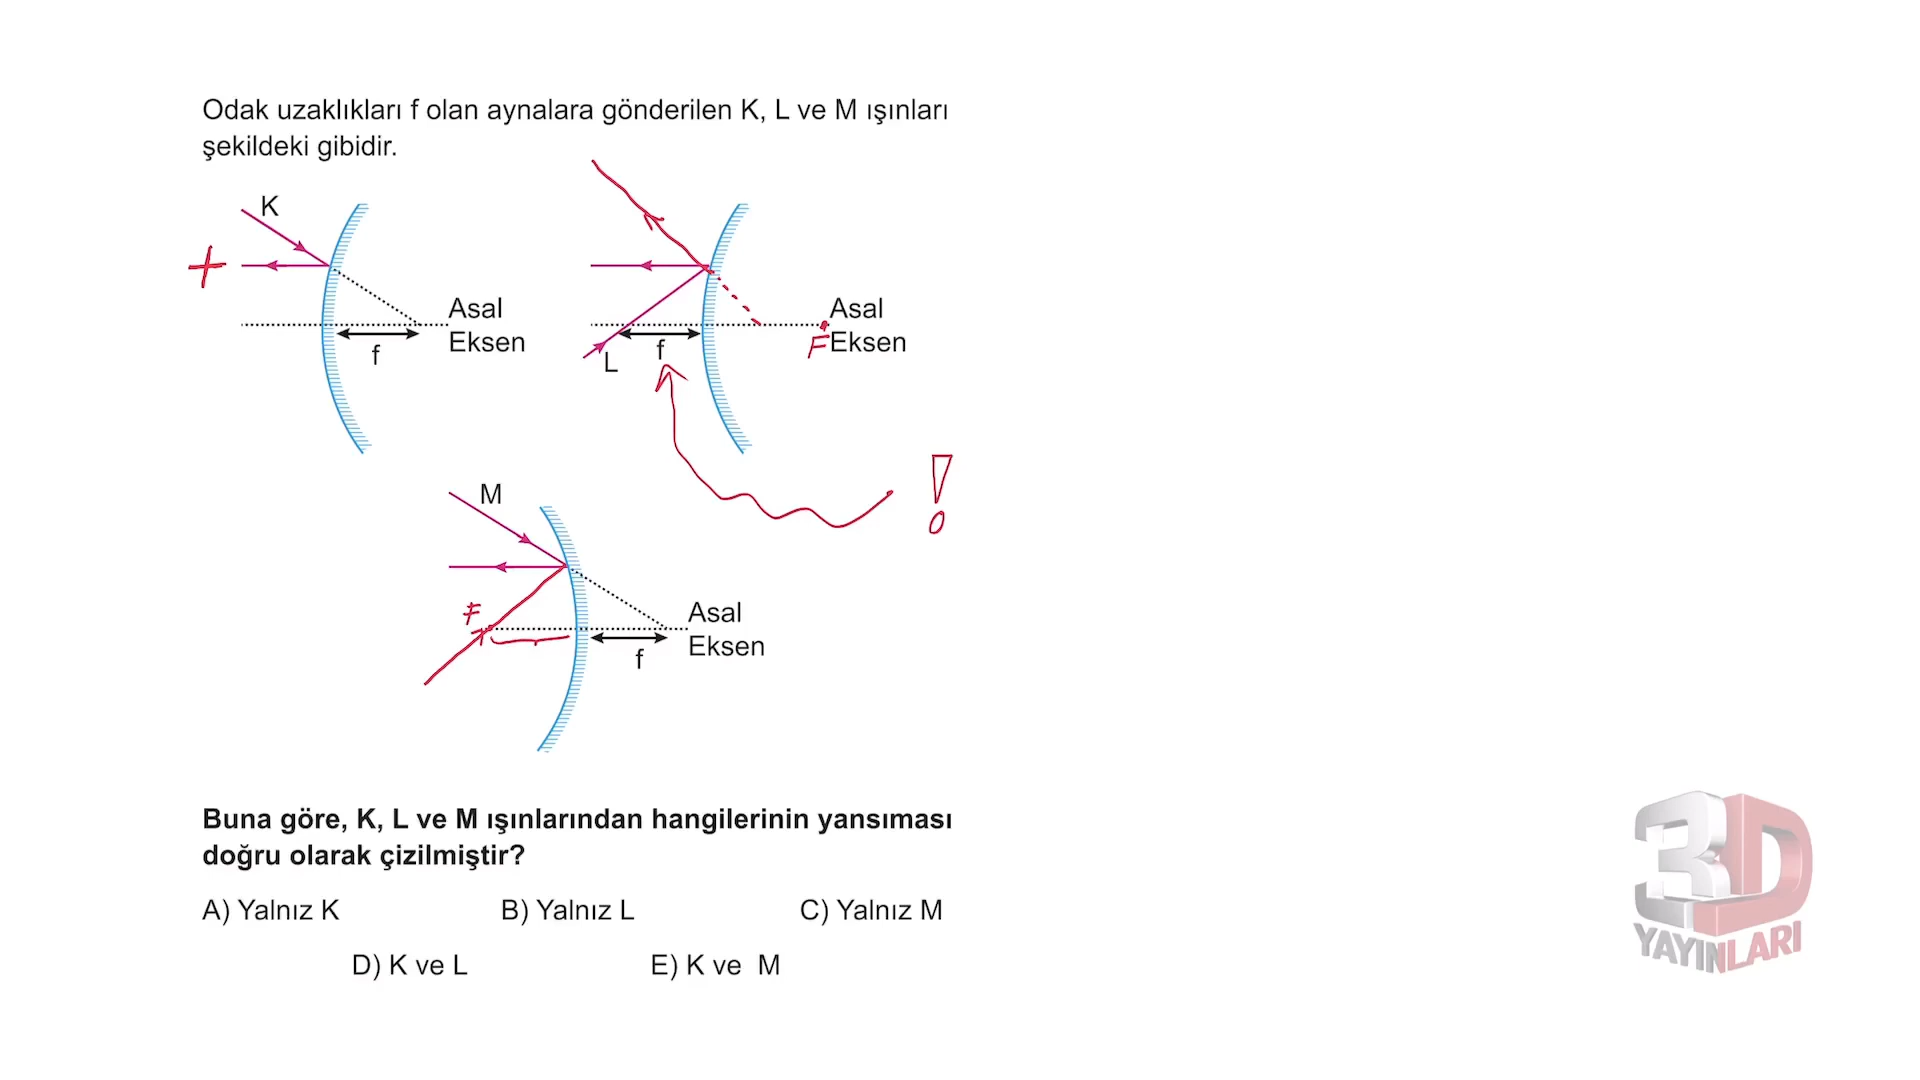 Odak uzaklıkları f olan aynalara gönderilen K, L ve M ışınları
şekildeki gibidir.
K
+
Asal
Eksen
f
Asal
Eksen
F
f
L
!
M
F
Asal
Eksen
f
Buna göre, K, L ve M ışınlarından hangilerinin yansıması
doğru olarak çizilmiştir?
A) Yalnız K
B) Yalnız L
C) Yalnız M
D) K ve L
E) K ve M
3D
YAYINLARI